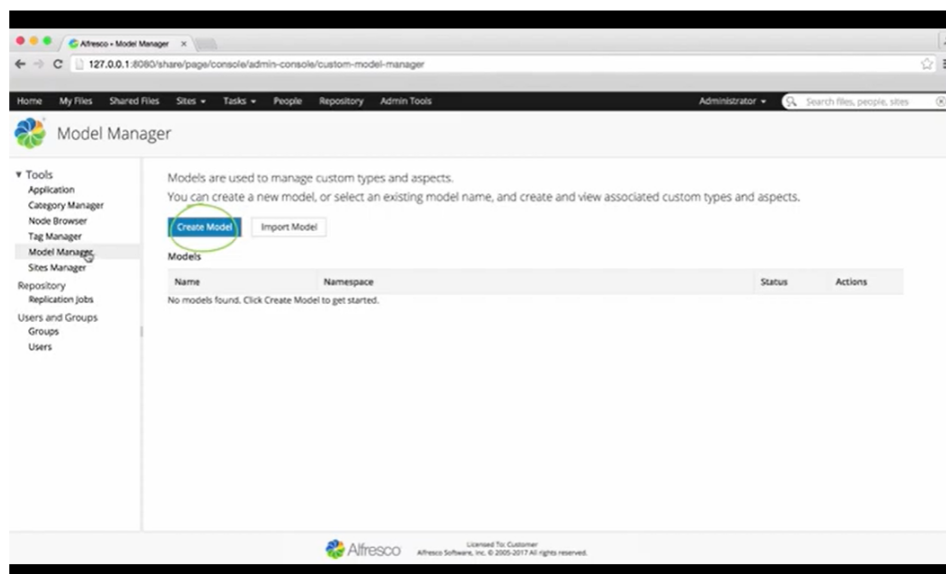 Alfresco » Model Manager
127.0.0.1:8080/share/page/console/admin-console/custom-model-manager
Home My Files Shared Files Sites Tasks People Repository Admin Tools Administrator Search files, people, sites
Model Manager
Tools
Application
Category Manager
Node Browser
Tag Manager
Model Manager
Sites Manager
Repository
Replication Jobs
Users and Groups
Groups
Users
Models are used to manage custom types and aspects.
You can create a new model, or select an existing model name, and create and view associated custom types and aspects.
Create Model Import Model
Models
Name Namespace Status Actions
No models found. Click Create Model to get started.
Alfresco
Licensed To: Customer
Alfresco Software, Inc. © 2005-2017 All rights reserved.